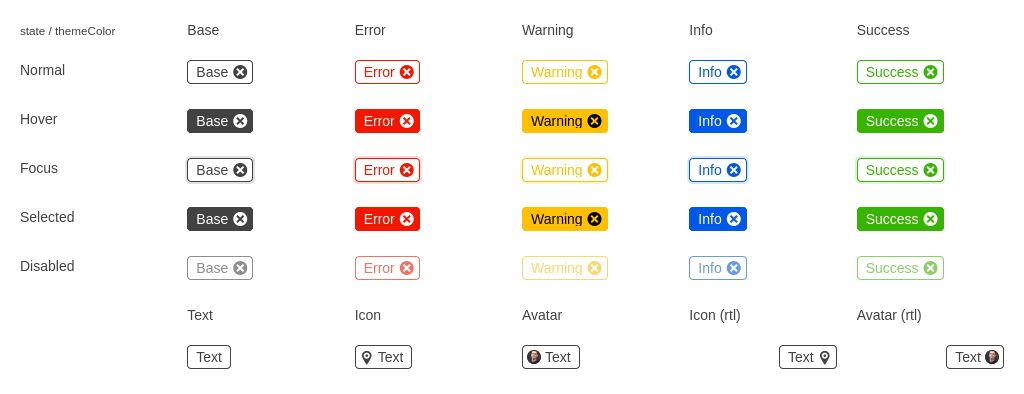 state / themeColor Base Error Warning Info Success
Normal Base Error Warning Info Success
Hover Base Error Warning Info Success
Focus Base Error Warning Info Success
Selected Base Error Warning Info Success
Disabled Base Error Warning Info Success
Text Icon Avatar Icon (rtl) Avatar (rtl)
Text Text Text Text Text